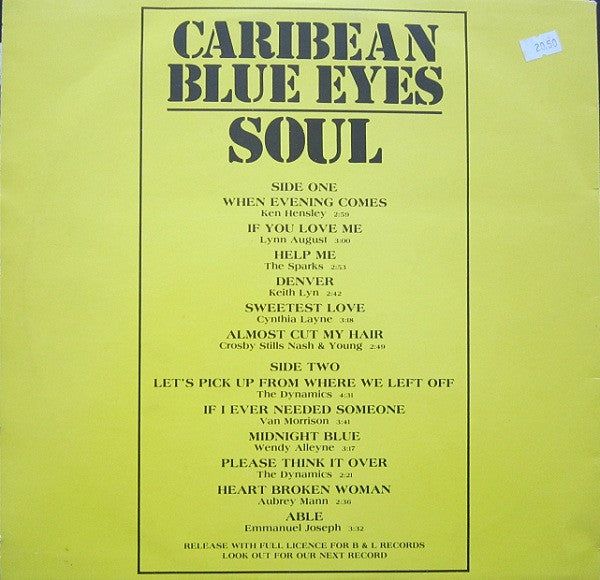 CARIBEAN
BLUE EYES
SOUL
20.50
SIDE ONE
WHEN EVENING COMES
Ken Hensley 2:59
IF YOU LOVE ME
Lynn August 3:00
HELP ME
The Sparks 2:53
DENVER
Keith Lyn 2:42
SWEETEST LOVE
Cynthia Layne 3:18
ALMOST CUT MY HAIR
Crosby Stills Nash & Young 2:49
SIDE TWO
LET'S PICK UP FROM WHERE WE LEFT OFF
The Dynamics 4:31
IF I EVER NEEDED SOMEONE
Van Morrison 3:41
MIDNIGHT BLUE
Wendy Alleyne 3:17
PLEASE THINK IT OVER
The Dynamics 2:21
HEART BROKEN WOMAN
Aubrey Mann 2:36
ABLE
Emmanuel Joseph 3:32
RELEASE WITH FULL LICENCE FOR B & L RECORDS
LOOK OUT FOR OUR NEXT RECORD